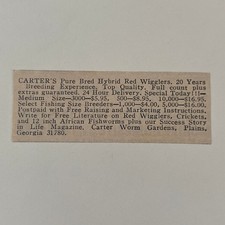 CARTER'S Pure Bred Hybrid Red Wigglers. 20 Years
Breeding Experience. Top Quality. Full count plus
extras guaranteed. 24 Hour Delivery. Special Today!!!—
Medium Size—3000—$5.95, 500—$8.95, 10,000—$16.95.
Select Fishing Size Breeders—1,000—$4.00, 5,000—$16.00.
Postpaid with Free Raising and Marketing Instructions.
Write for Free Literature on Red Wigglers, Crickets,
and 12 inch African Fishworms plus our Success Story
in Life Magazine. Carter Worm Gardens, Plains,
Georgia 31780.